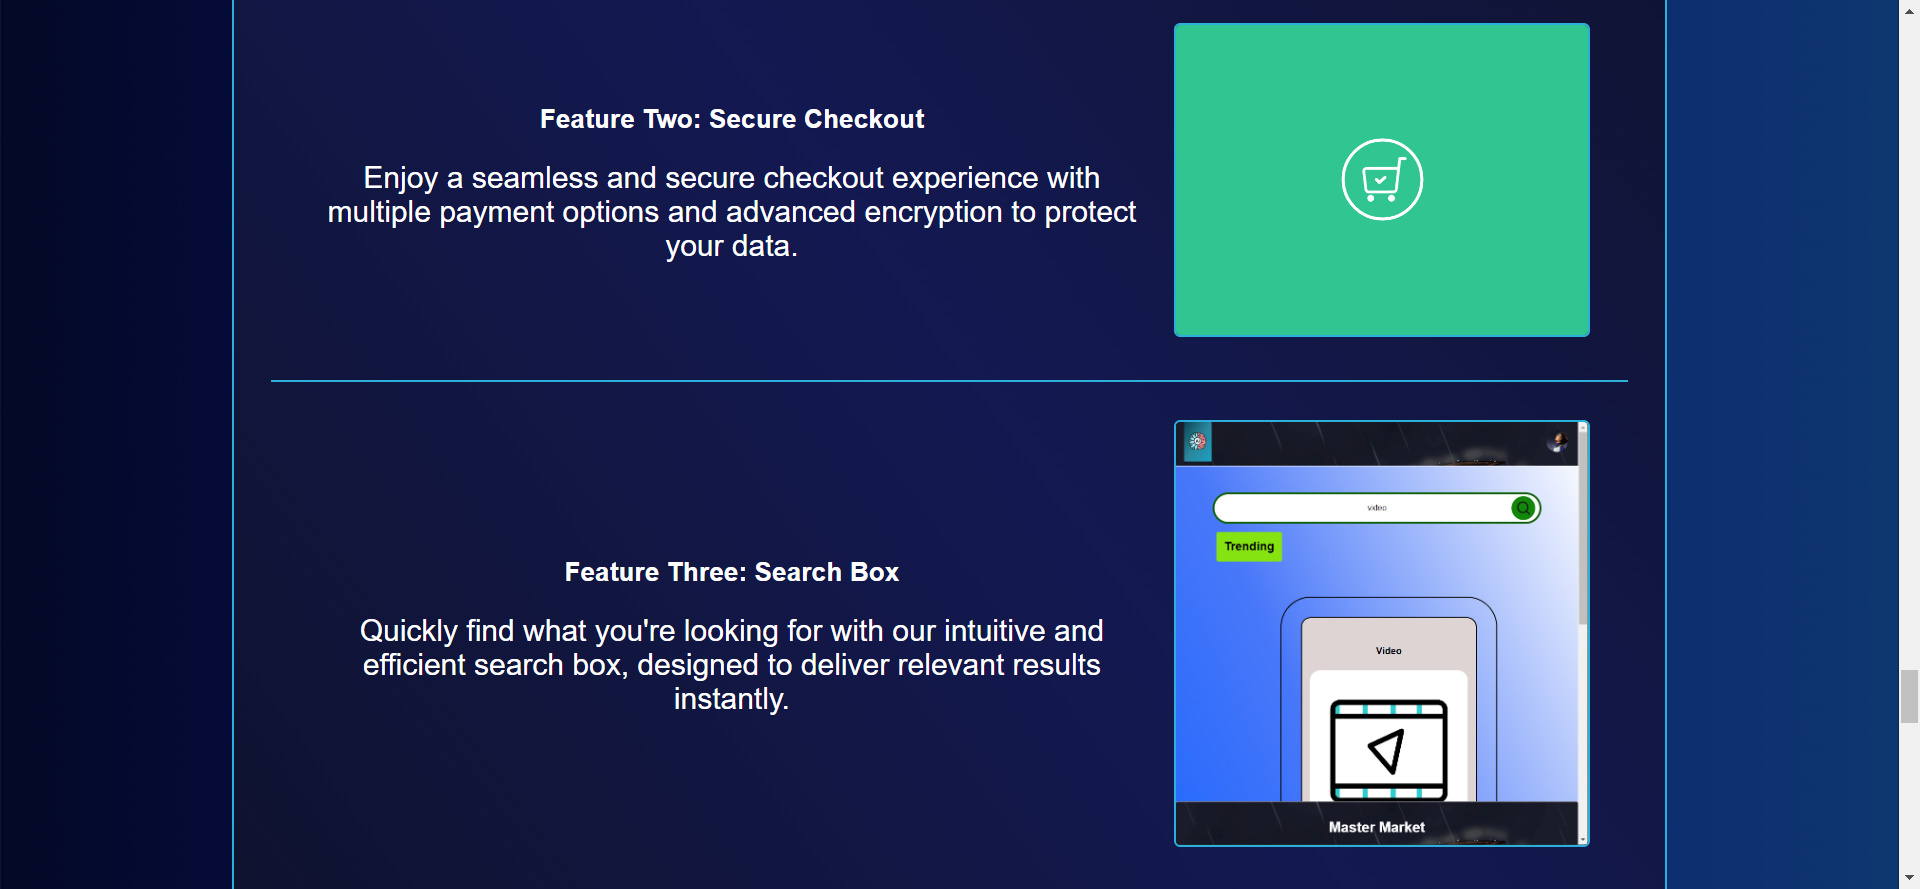 Feature Two: Secure Checkout
Enjoy a seamless and secure checkout experience with
multiple payment options and advanced encryption to protect
your data.
Feature Three: Search Box
Quickly find what you're looking for with our intuitive and
efficient search box, designed to deliver relevant results
instantly.
video
Trending
Video
Master Market